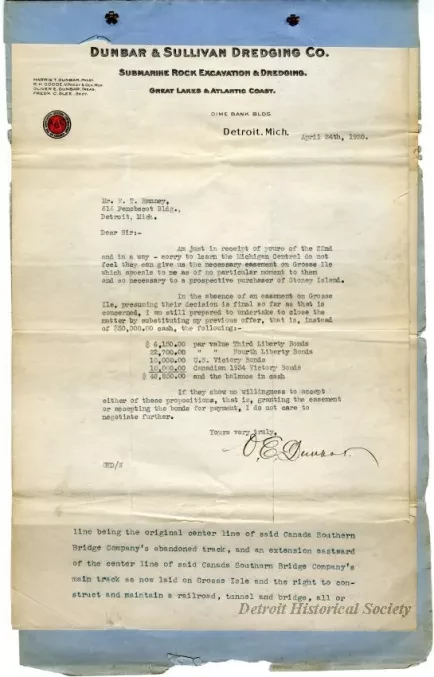 DUNBAR & SULLIVAN DREDGING CO.
SUBMARINE ROCK EXCAVATION & DREDGING.
HARRIS T. DUNBAR, PREST.
OLIVER E. DUNBAR, TREAS.
GREAT LAKES & ATLANTIC COAST.
DIME BANK BLDG
Detroit, Mich. April 24th, 1920.
Mr. T.
Penobscot Bldg.,
Detroit, Mich.
Dear Sir:-
Am just in receipt of yours of the 22nd
and in a way - sorry to learn the Michigan Central do not
feel they can give us the necessary easement on Grosse Ile
which appeals to me as of no particular moment to them
and so necessary to a prospective purchaser of Stoney Island.
In the absence of an easement on Grosse
Ile, presuming their decision is final so far as that is
concerned, I am still prepared to undertake to close the
matter by substituting my previous offer, that is, instead
of $50,000.00 cash, the following:-
par value Third Liberty Bonds
22,700.00 " " Fourth Liberty Bonds
10,000.00 U.S. Victory Bonds
Canadian 1934 Victory Bonds
and the balance in cash
If they show no willingness to accept
either of these propositions, that is, granting the easement
or accepting the bonds for payment, I do not care to
negotiate further.
Yours very truly,
O.E. Dunbar.
line being the original center line of said Canada Southern
Bridge Company's abandoned track, and an extension eastward
of the center line of said Canada Southern Bridge Company's
main track as now laid on Grosse Isle and the right to con-
struct and maintain a railroad, tunnel and bridge, all or
Detroit Historical Society